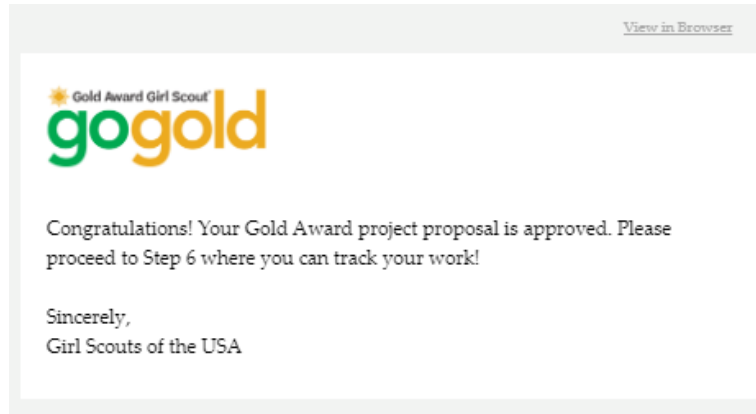 View in Browser
Gold Award Girl Scout
gogold
Congratulations! Your Gold Award project proposal is approved. Please
proceed to Step 6 where you can track your work!
Sincerely,
Girl Scouts of the USA